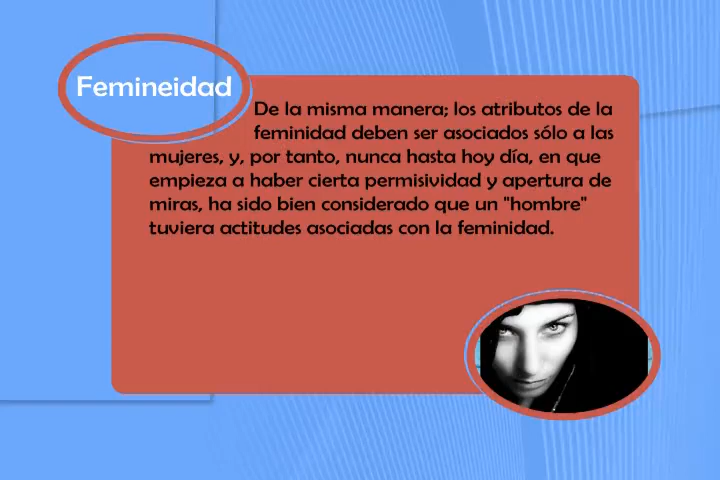 Femineidad
De la misma manera; los atributos de la
feminidad deben ser asociados sólo a las
mujeres, y, por tanto, nunca hasta hoy día, en que
empieza a haber cierta permisividad y apertura de
miras, ha sido bien considerado que un "hombre"
tuviera actitudes asociadas con la feminidad.